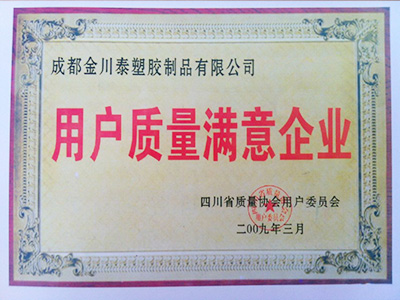 成都金川泰塑胶制品有限公司
用户质量满意企业
四川省质量协会用户委员会
二00九年三月